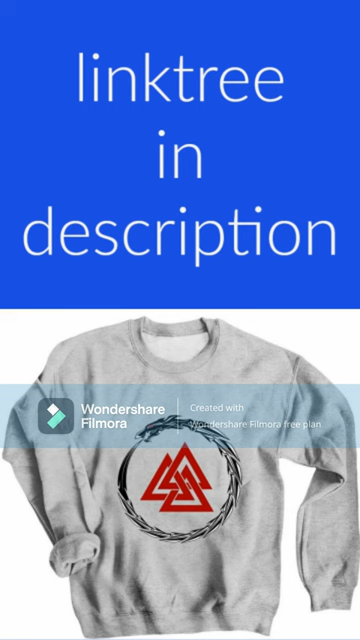 linktree
in
description
Wondershare
Filmora
Created with
Wondershare Filmora free plan